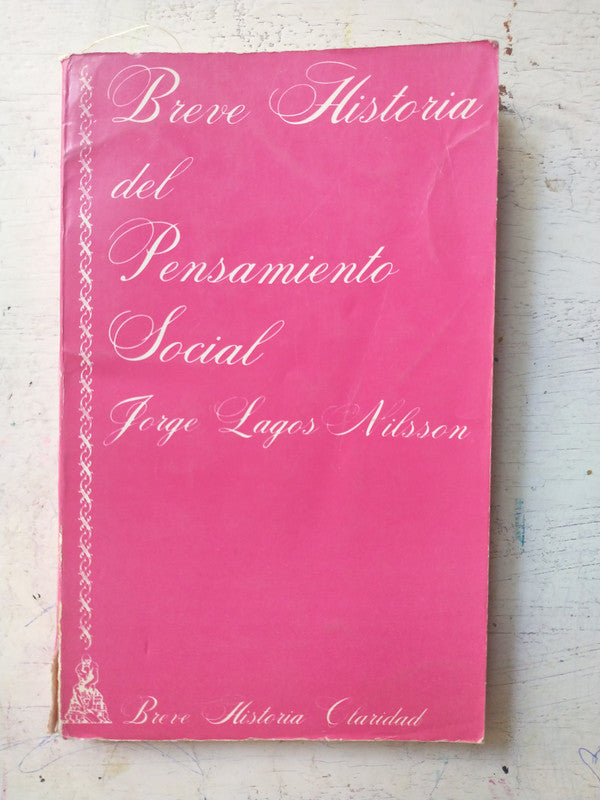 Breve Historia
del
Pensamiento
Social
Jorge Lagos Nilsson
Breve Historia Claridad